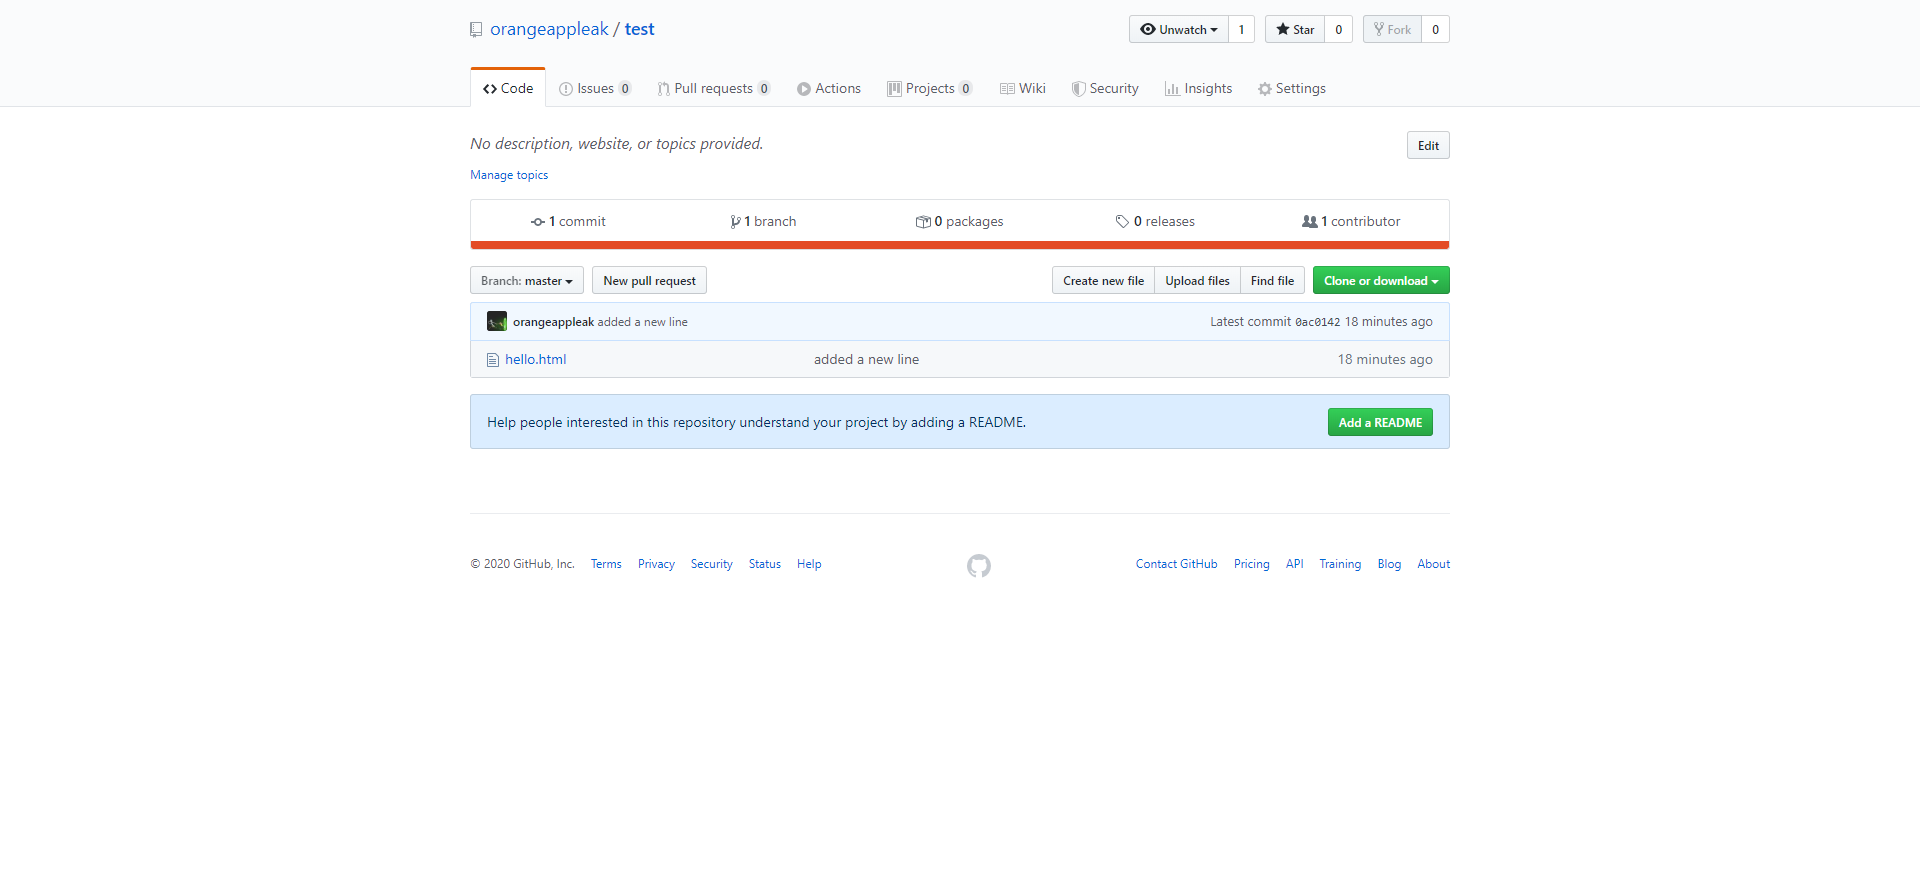 orangeappleak / test
Unwatch 1 Star 0 Fork 0
Code Issues 0 Pull requests 0 Actions Projects 0 Wiki Security Insights Settings
No description, website, or topics provided. Edit
Manage topics
1 commit 1 branch 0 packages 0 releases 1 contributor
Branch: master New pull request Create new file Upload files Find file Clone or download
orangeappleak added a new line Latest commit 0ac0142 18 minutes ago
hello.html added a new line 18 minutes ago
Help people interested in this repository understand your project by adding a README. Add a README
© 2020 GitHub, Inc. Terms Privacy Security Status Help Contact GitHub Pricing API Training Blog About